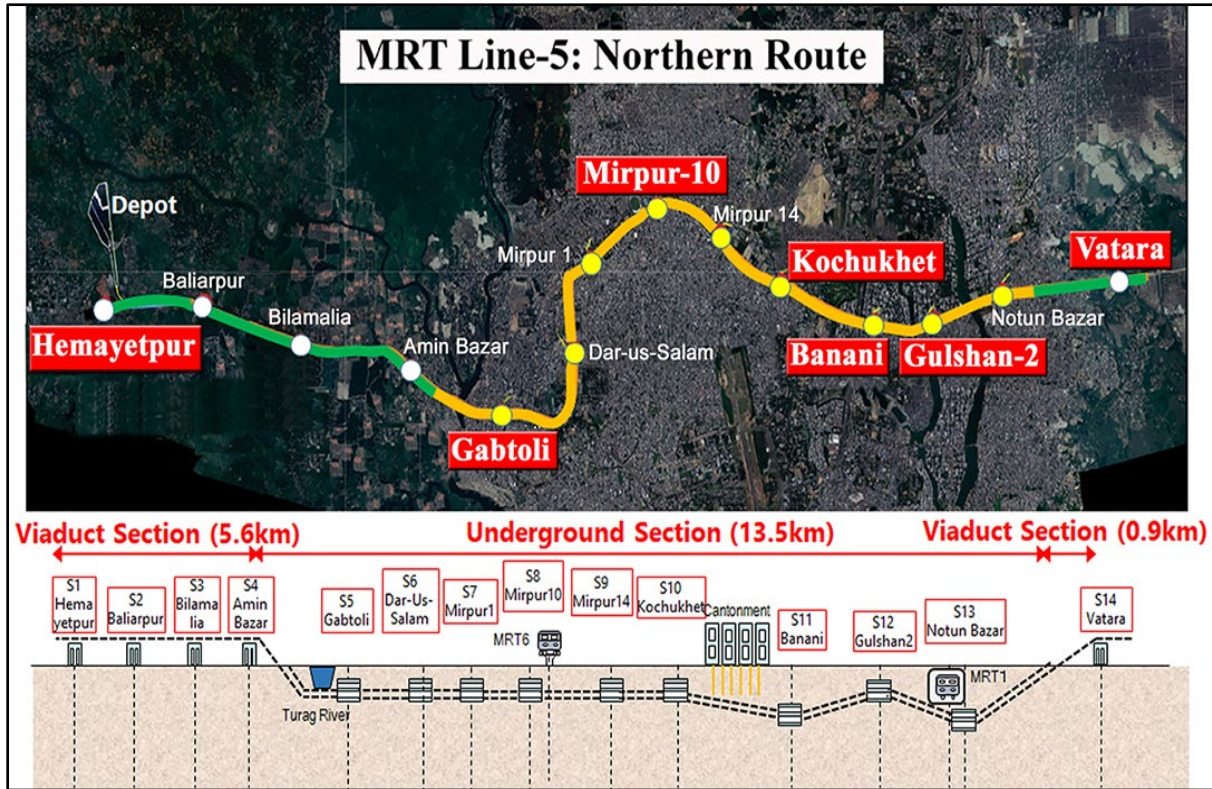 MRT Line-5: Northern Route
Depot
Baliarpur
Hemayetpur
Bilamalia
Amin Bazar
Gabtoli
Dar-us-Salam
Mirpur 1
Mirpur-10
Mirpur 14
Kochukhet
Banani
Gulshan-2
Notun Bazar
Vatara
Viaduct Section (5.6km)
Underground Section (13.5km)
Viaduct Section (0.9km)
S1
Hema
yetpur
S2
Baliarpur
S3
Bilama
lia
S4
Amin
Bazar
S5
Gabtoli
S6
Dar-Us-
Salam
S7
Mirpur1
S8
Mirpur10
S9
Mirpur14
S10
Kochukhet
Cantonment
S11
Banani
S12
Gulshan2
S13
Notun Bazar
S14
Vatara
MRT6
MRT1
Turag River